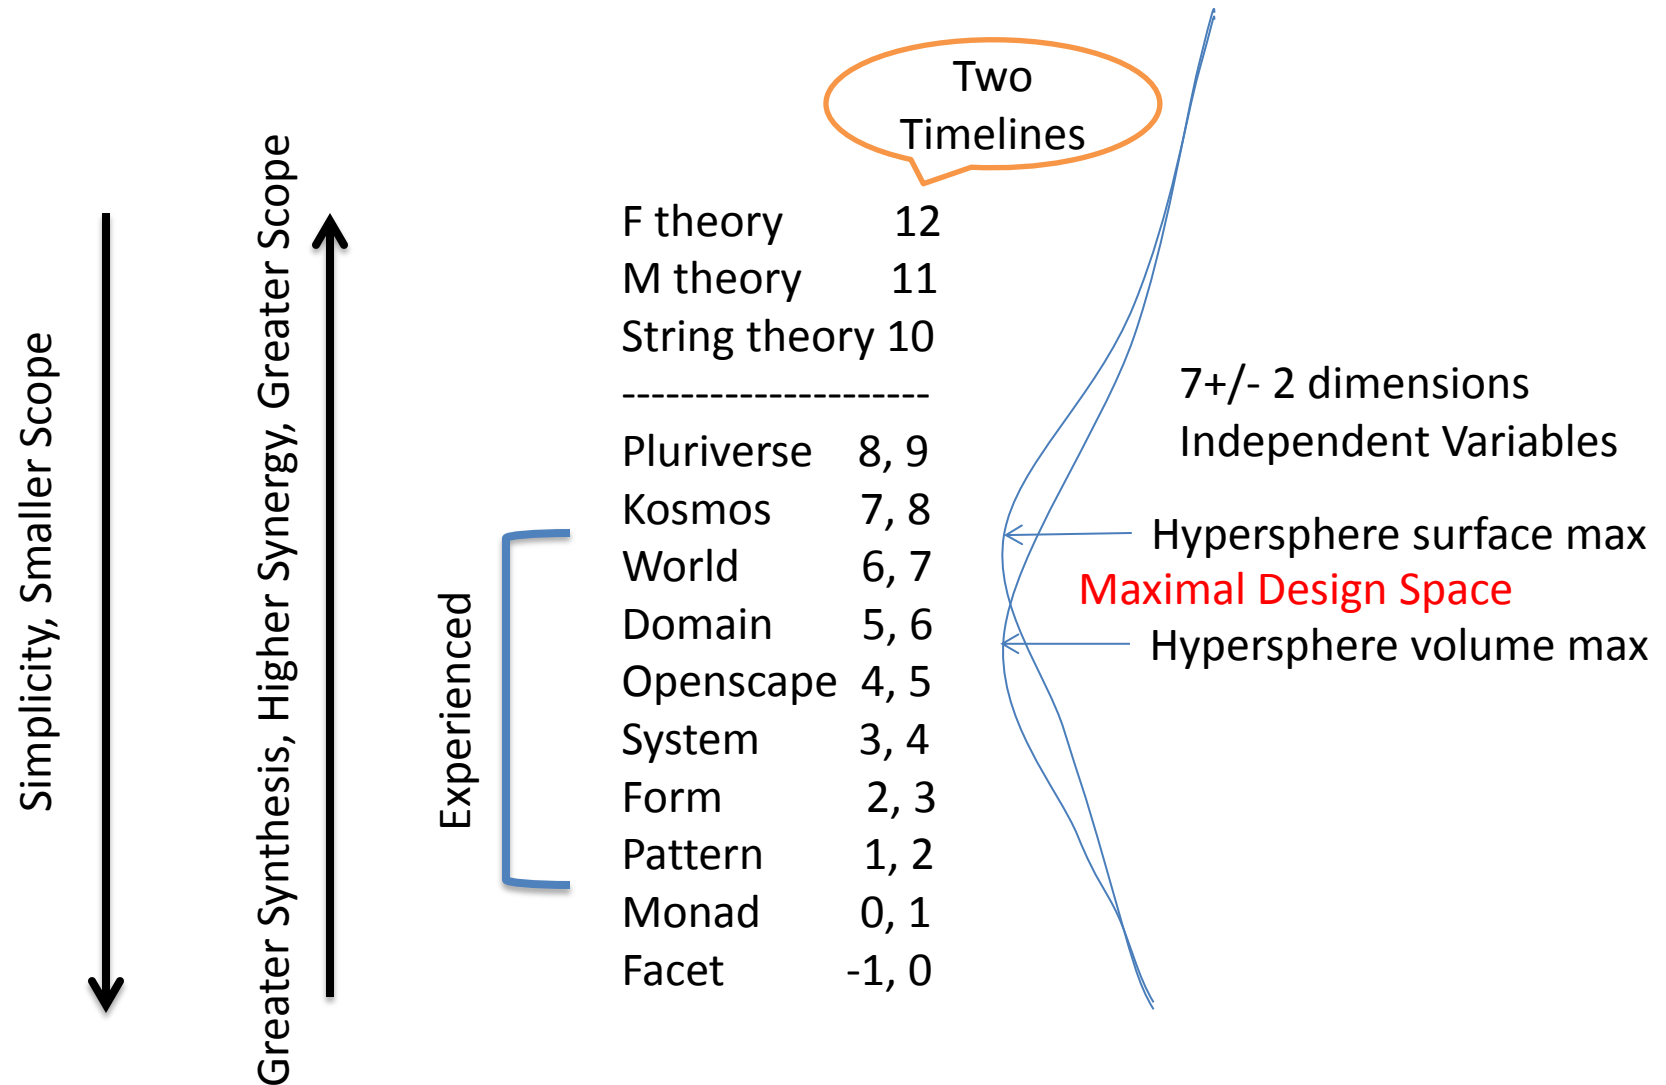 Two
Timelines
F theory 12
M theory 11
String theory 10
---------------------
Pluriverse 8, 9
Kosmos 7, 8
World 6, 7
Domain 5, 6
Openscape 4, 5
System 3, 4
Form 2, 3
Pattern 1, 2
Monad 0, 1
Facet -1, 0
Simplicity, Smaller Scope
Greater Synthesis, Higher Synergy, Greater Scope
Experienced
7+/- 2 dimensions
Independent Variables
Hypersphere surface max
Maximal Design Space
Hypersphere volume max